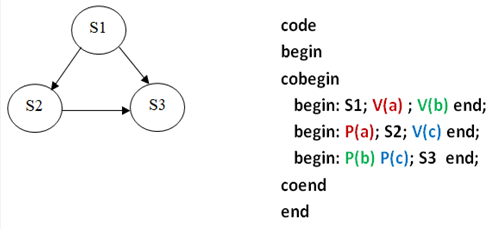 S1
S2
S3
code
begin
cobegin
begin: S1; V(a) ; V(b) end;
begin: P(a); S2; V(c) end;
begin: P(b) P(c); S3 end;
coend
end